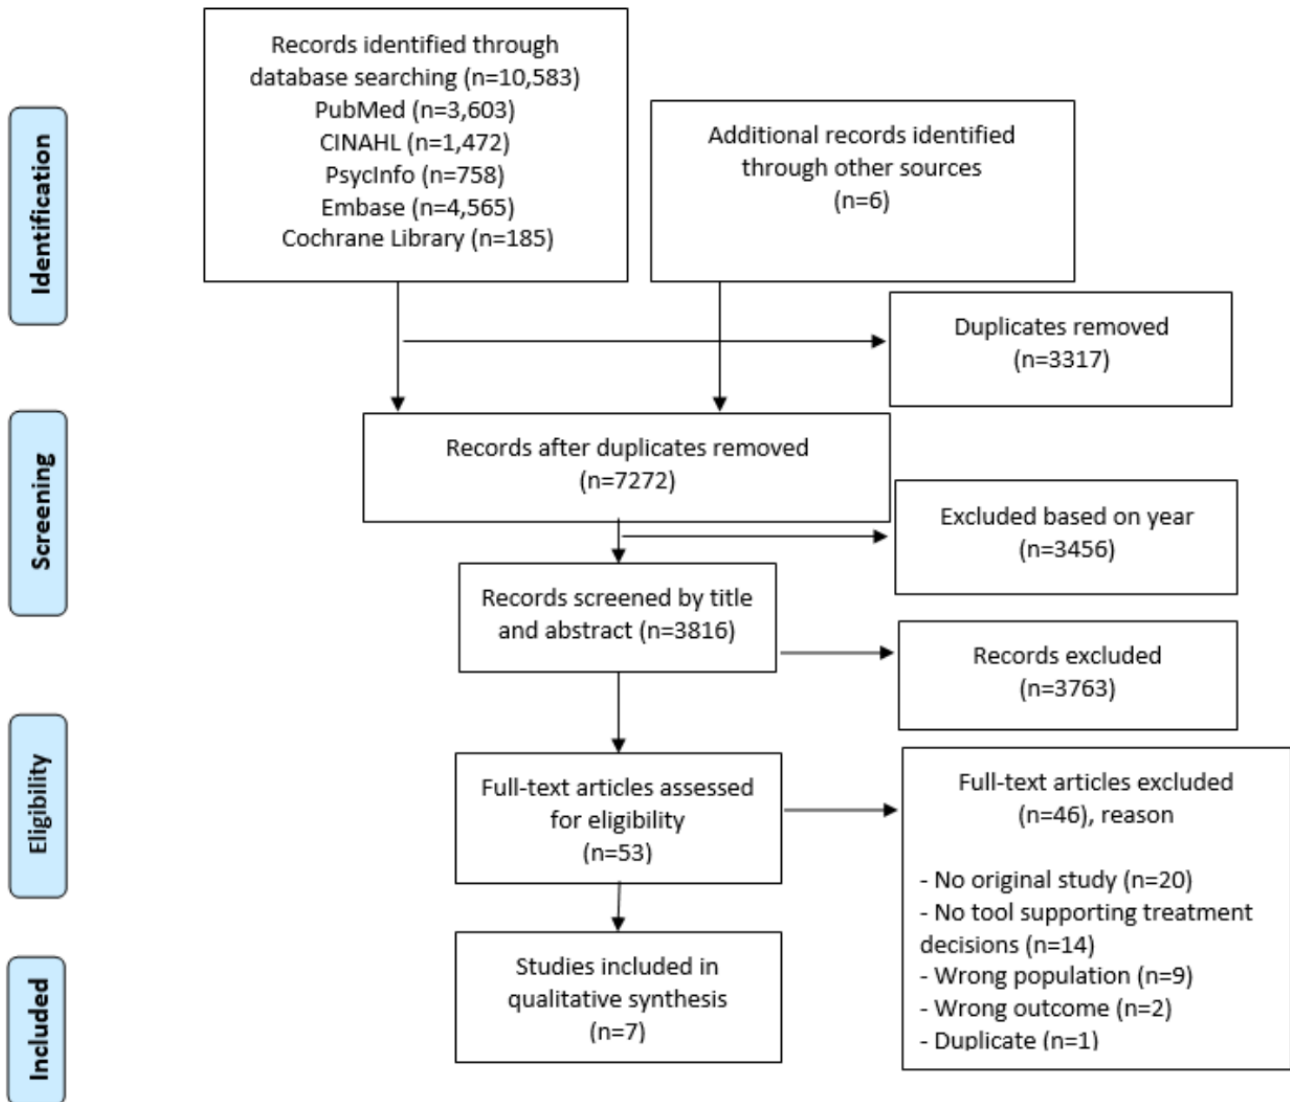 Identification
Records identified through
database searching (n=10,583)
PubMed (n=3,603)
CINAHL (n=1,472)
PsycInfo (n=758)
Embase (n=4,565)
Cochrane Library (n=185)
Additional records identified
through other sources
(n=6)
Duplicates removed
(n=3317)
Screening
Records after duplicates removed
(n=7272)
Excluded based on year
(n=3456)
Records screened by title
and abstract (n=3816)
Records excluded
(n=3763)
Eligibility
Full-text articles assessed
for eligibility
(n=53)
Full-text articles excluded
(n=46), reason
- No original study (n=20)
- No tool supporting treatment
decisions (n=14)
- Wrong population (n=9)
- Wrong outcome (n=2)
- Duplicate (n=1)
Included
Studies included in
qualitative synthesis
(n=7)